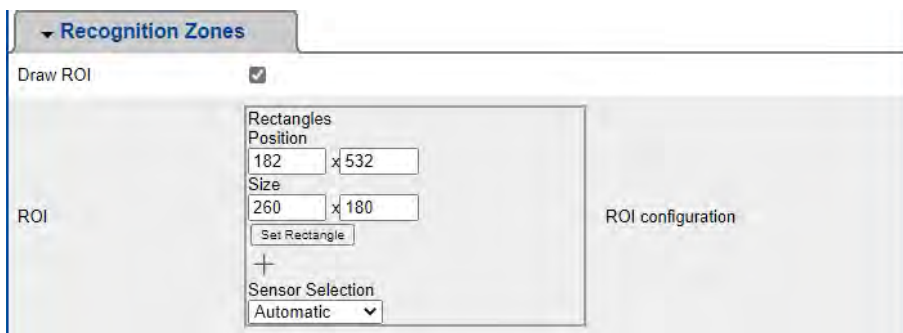 Recognition Zones
Draw ROI
ROI
Rectangles
Position
182 x 532
Size
260 x 180
Set Rectangle
+
Sensor Selection
Automatic
ROI configuration